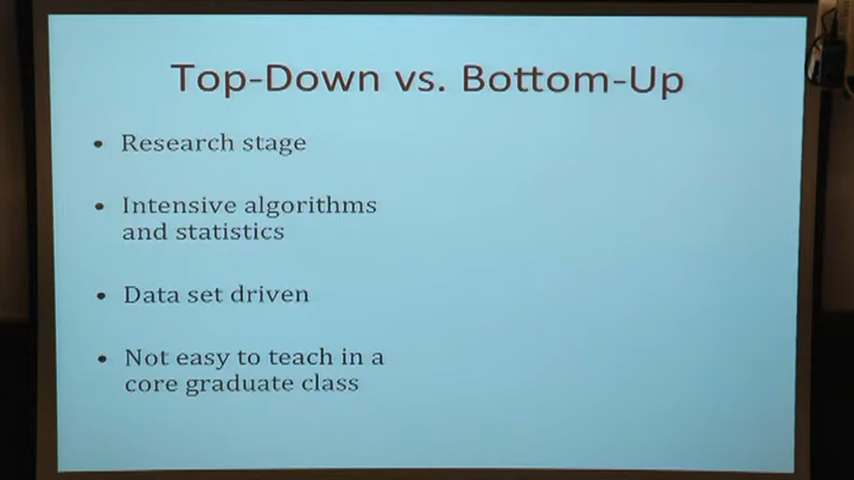 Top-Down vs. Bottom-Up
• Research stage
• Intensive algorithms
and statistics
• Data set driven
• Not easy to teach in a
core graduate class